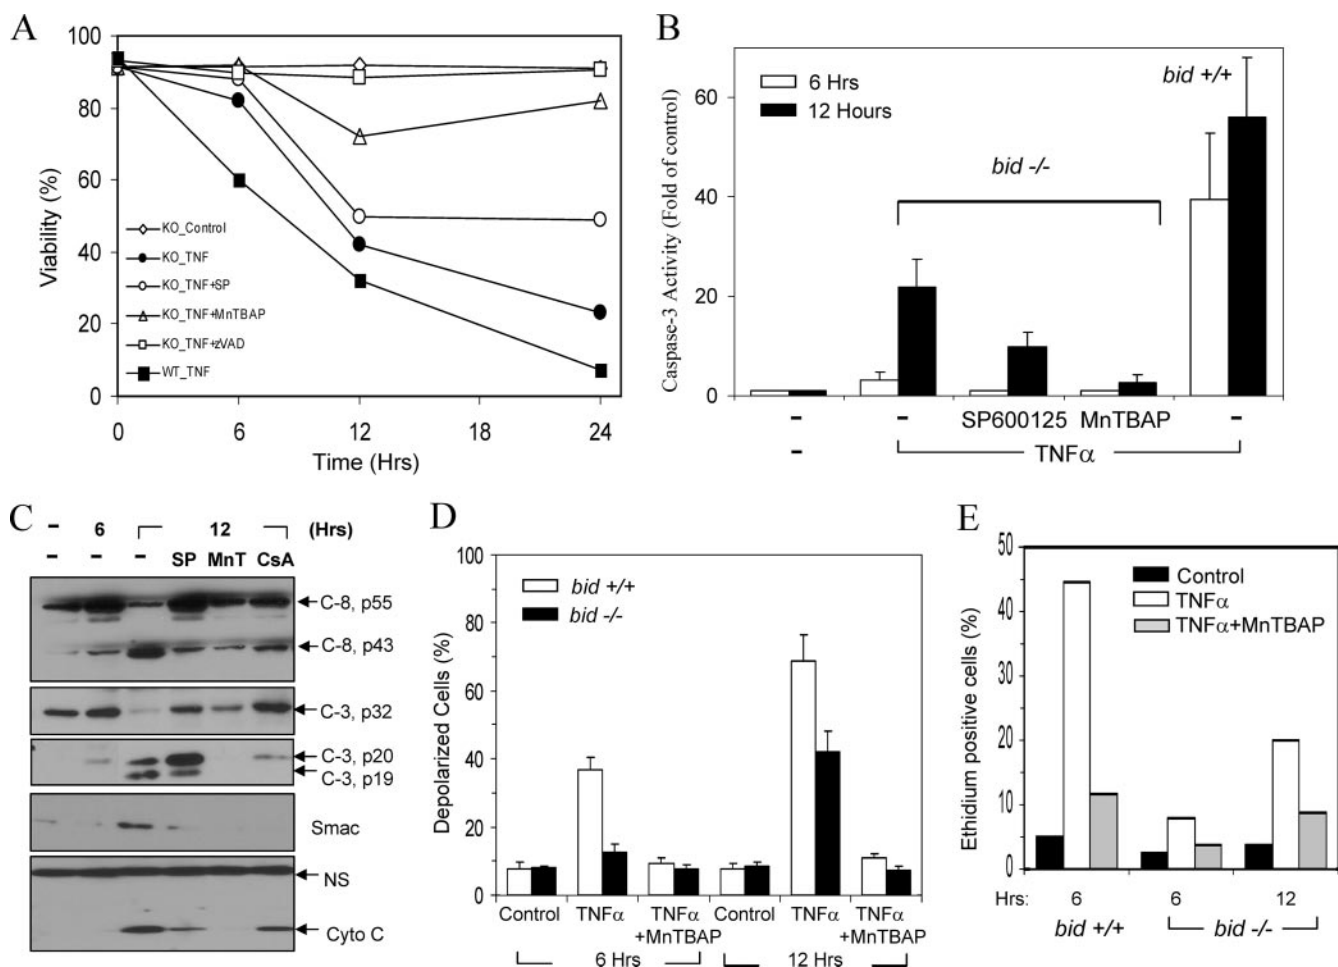 A
100
80
60
40
20
0
Viability (%)
KO_Control
KO_TNF
KO_TNF+SP
KO_TNF+MnTBAP
KO_TNF+zVAD
WT_TNF
0 6 12 18 24
Time (Hrs)
B
60
40
20
0
Caspase-3 Activity (Fold of control)
6 Hrs
12 Hours
bid -/-
bid +/+
- - SP600125 MnTBAP -
- TNFα
C
- 6 12 (Hrs)
- - - SP MnT CsA
C-8, p55
C-8, p43
C-3, p32
C-3, p20
C-3, p19
Smac
NS
Cyto C
D
100
80
60
40
20
0
Depolarized Cells (%)
bid +/+
bid -/-
Control TNFα TNFα Control TNFα TNFα
+MnTBAP +MnTBAP
6 Hrs 12 Hrs
E
50
40
30
20
10
0
Ethidium positive cells (%)
Control
TNFα
TNFα+MnTBAP
Hrs: 6 6 12
bid +/+ bid -/-